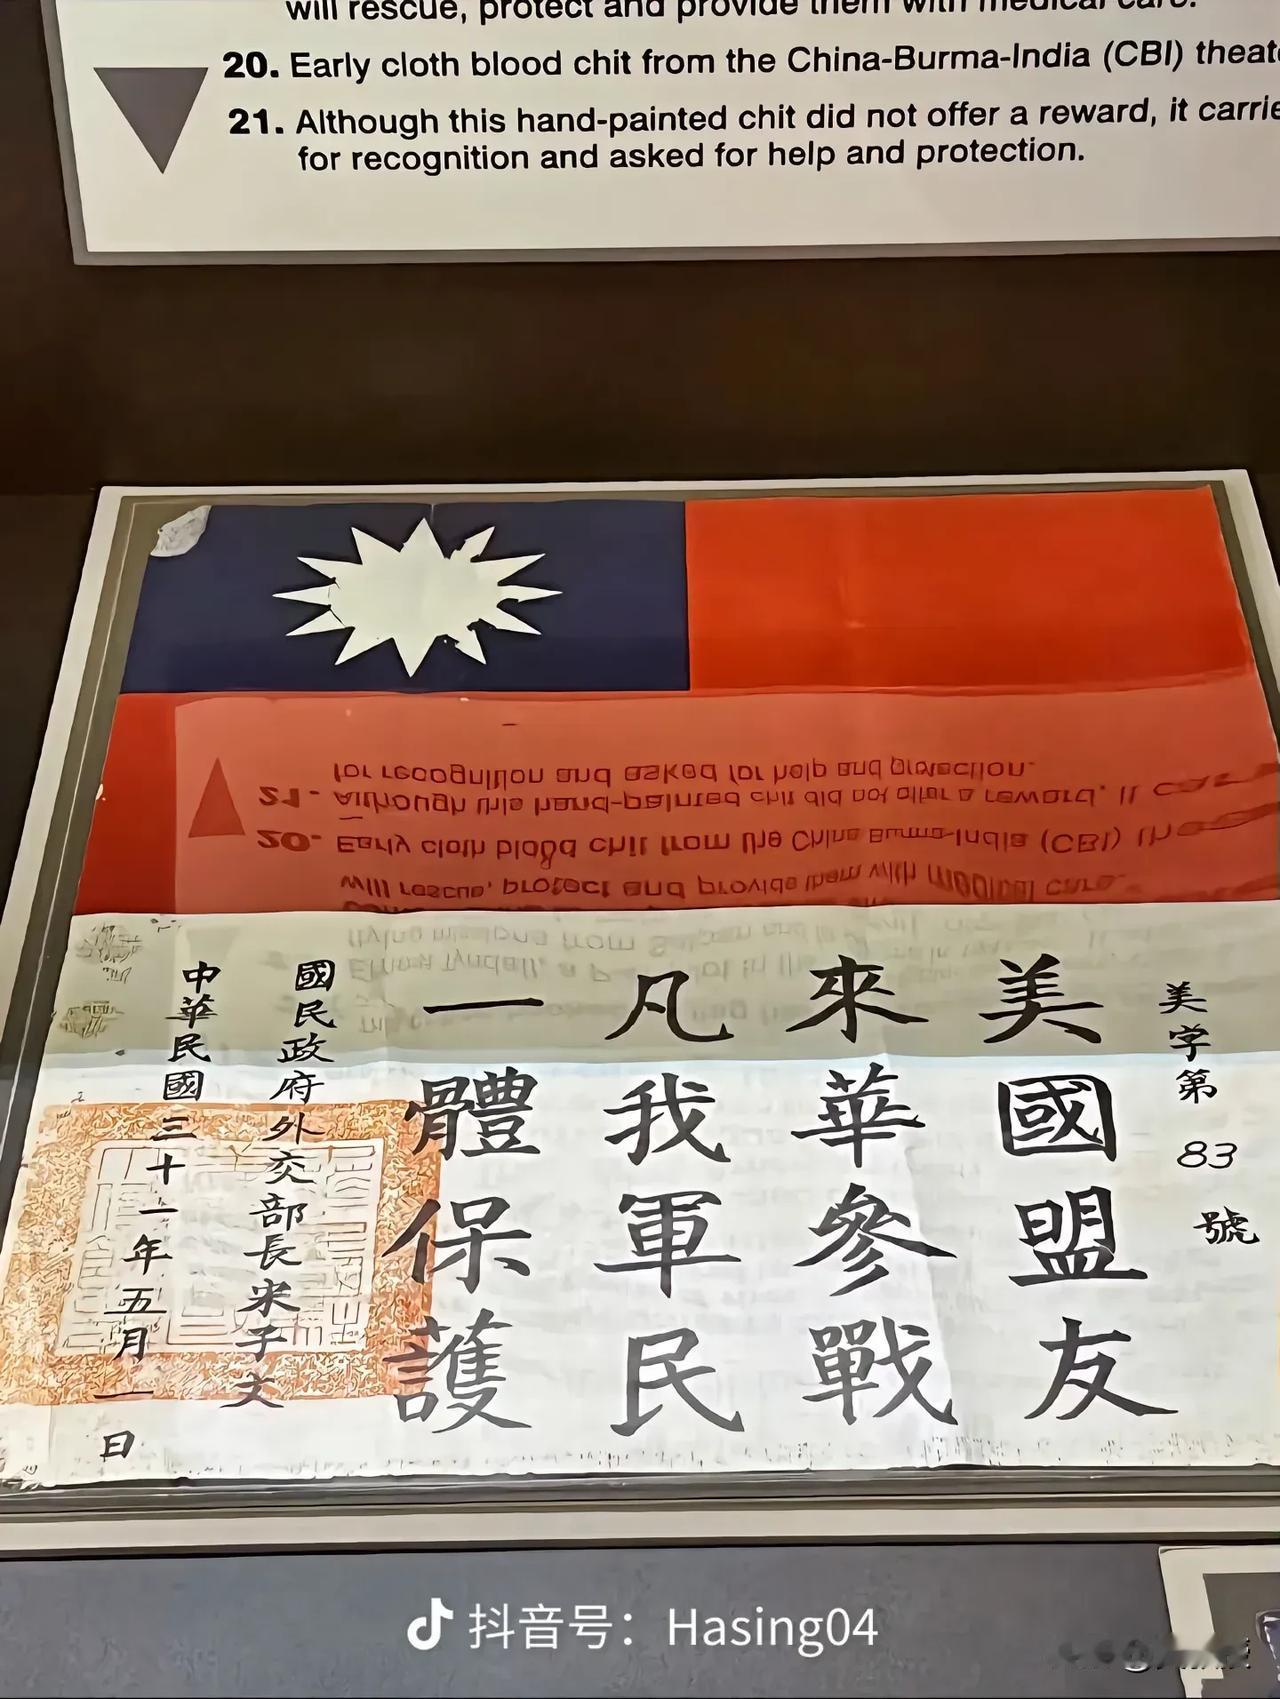 will rescue, protect and provide them with medical care.
20. Early cloth blood chit from the China-Burma-India (CBI)
21. Although this hand-painted chit did not offer a reward, it
for recognition and asked for help and protection.
美字第83號
美國盟友
來華參戰
凡我軍民
一體保護
國民政府外交部長宋子文
中華民國三十一年五月一日
抖音号：Hasing04